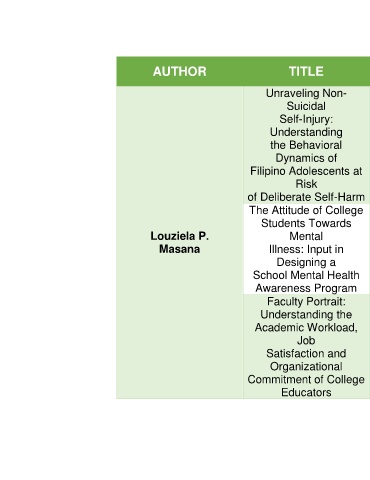 AUTHOR
TITLE
Louziela P.
Masana
Unraveling Non-
Suicidal
Self-Injury:
Understanding
the Behavioral
Dynamics of
Filipino Adolescents at
Risk
of Deliberate Self-Harm
The Attitude of College
Students Towards
Mental
Illness: Input in
Designing a
School Mental Health
Awareness Program
Faculty Portrait:
Understanding the
Academic Workload,
Job
Satisfaction and
Organizational
Commitment of College
Educators